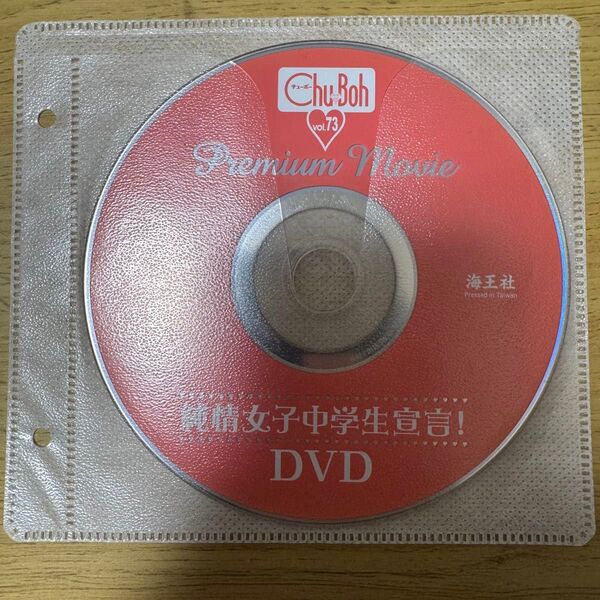 チューボー
Chu→Boh
vol.73
Premium Movie
海王社
Pressed in Taiwan
純情女子中学生宣言!
DVD